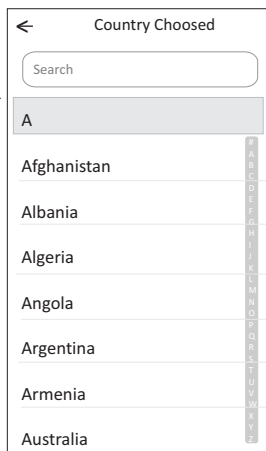 Country Choosed
Search
A
Afghanistan
Albania
Algeria
Angola
Argentina
Armenia
Australia
#
A
B
C
D
E
F
G
H
I
J
K
L
M
N
O
P
Q
R
S
T
U
V
W
X
Y
Z